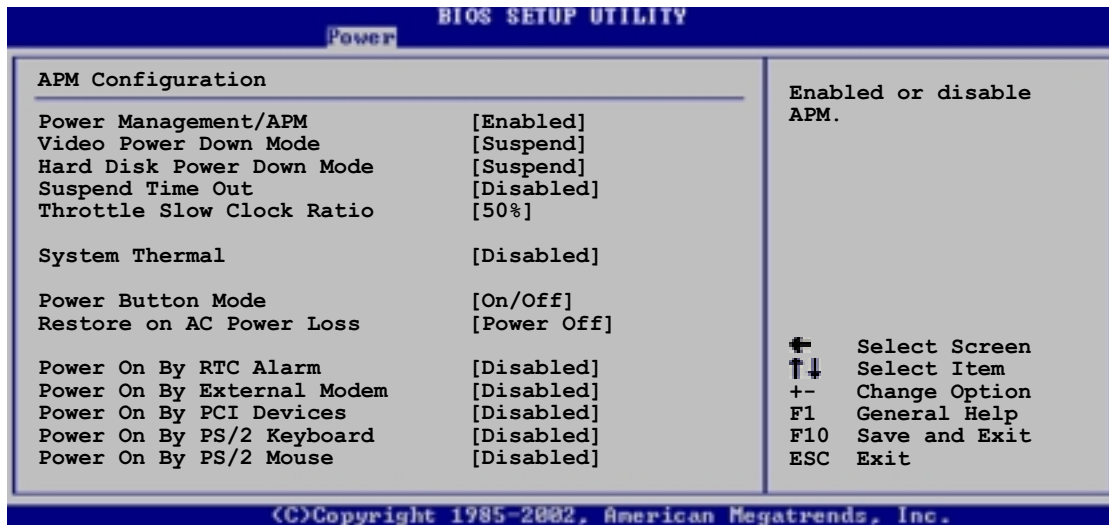 BIOS SETUP UTILITY
Power
APM Configuration
Power Management/APM [Enabled]
Video Power Down Mode [Suspend]
Hard Disk Power Down Mode [Suspend]
Suspend Time Out [Disabled]
Throttle Slow Clock Ratio [50%]
System Thermal [Disabled]
Power Button Mode [On/Off]
Restore on AC Power Loss [Power Off]
Power On By RTC Alarm [Disabled]
Power On By External Modem [Disabled]
Power On By PCI Devices [Disabled]
Power On By PS/2 Keyboard [Disabled]
Power On By PS/2 Mouse [Disabled]
Enabled or disable
APM.
← Select Screen
↑↓ Select Item
+- Change Option
F1 General Help
F10 Save and Exit
ESC Exit
(C)Copyright 1985-2002, American Megatrends, Inc.